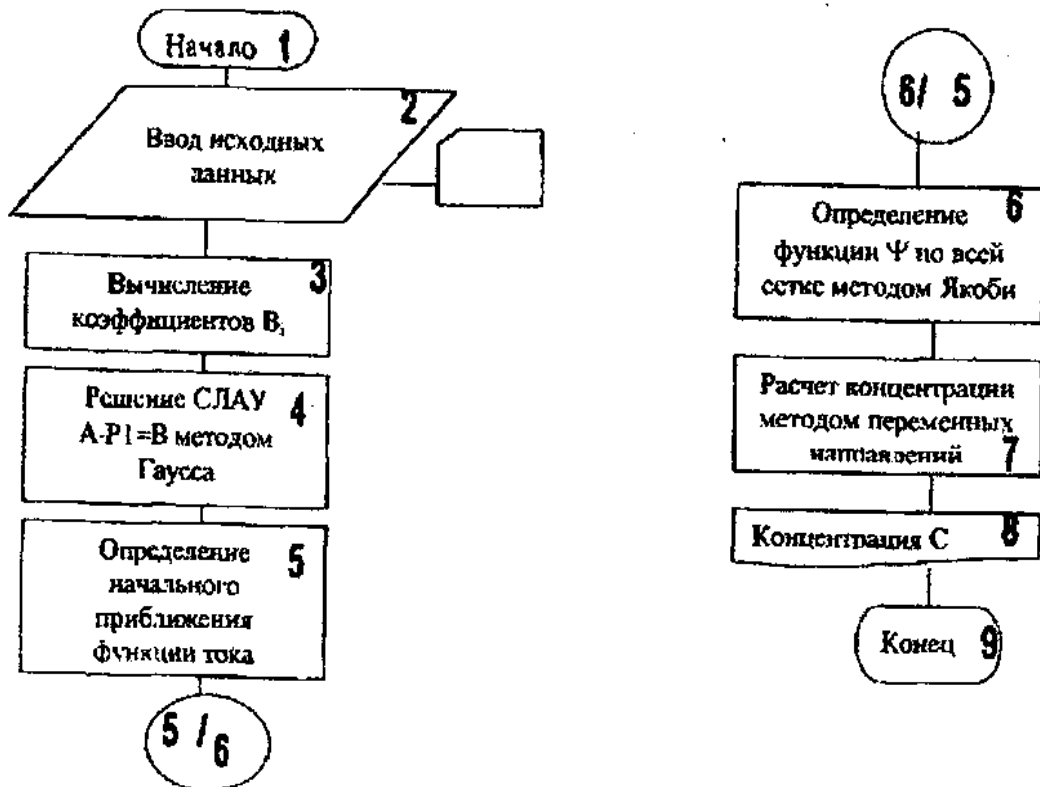 Начало 1
2
Ввод исходных
данных
3
Вычисление
коэффициентов B_i
Решение СЛАУ 4
A-P1=B методом
Гаусса
Определение 5
начального
приближения
функции тока
5 / 6
6/ 5
Определение 6
функции Ψ по всей
сетке методом Якоби
Расчет концентрации
методом переменных
направлений 7
Концентрация С 8
Конец 9